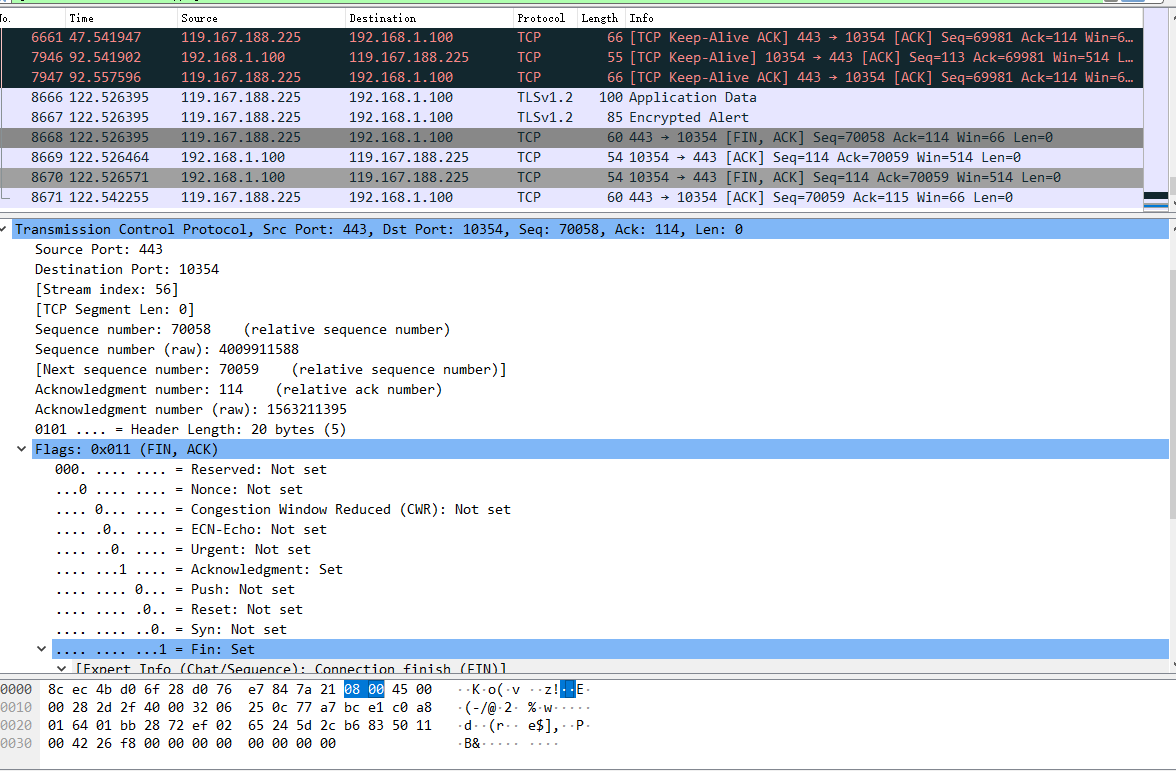 No. Time Source Destination Protocol Length Info
6661 47.541947 119.167.188.225 192.168.1.100 TCP 66 [TCP Keep-Alive ACK] 443 → 10354 [ACK] Seq=69981 Ack=114 Win=6…
7946 92.541902 192.168.1.100 119.167.188.225 TCP 55 [TCP Keep-Alive] 10354 → 443 [ACK] Seq=113 Ack=69981 Win=514 L…
7947 92.557596 119.167.188.225 192.168.1.100 TCP 66 [TCP Keep-Alive ACK] 443 → 10354 [ACK] Seq=69981 Ack=114 Win=6…
8666 122.526395 119.167.188.225 192.168.1.100 TLSv1.2 100 Application Data
8667 122.526395 119.167.188.225 192.168.1.100 TLSv1.2 85 Encrypted Alert
8668 122.526395 119.167.188.225 192.168.1.100 TCP 60 443 → 10354 [FIN, ACK] Seq=70058 Ack=114 Win=66 Len=0
8669 122.526464 192.168.1.100 119.167.188.225 TCP 54 10354 → 443 [ACK] Seq=114 Ack=70059 Win=514 Len=0
8670 122.526571 192.168.1.100 119.167.188.225 TCP 54 10354 → 443 [FIN, ACK] Seq=114 Ack=70059 Win=514 Len=0
8671 122.542255 119.167.188.225 192.168.1.100 TCP 60 443 → 10354 [ACK] Seq=70059 Ack=115 Win=66 Len=0
Transmission Control Protocol, Src Port: 443, Dst Port: 10354, Seq: 70058, Ack: 114, Len: 0
Source Port: 443
Destination Port: 10354
[Stream index: 56]
[TCP Segment Len: 0]
Sequence number: 70058 (relative sequence number)
Sequence number (raw): 4009911588
[Next sequence number: 70059 (relative sequence number)]
Acknowledgment number: 114 (relative ack number)
Acknowledgment number (raw): 1563211395
0101 .... = Header Length: 20 bytes (5)
Flags: 0x011 (FIN, ACK)
000. .... .... = Reserved: Not set
...0 .... .... = Nonce: Not set
.... 0... .... = Congestion Window Reduced (CWR): Not set
.... .0.. .... = ECN-Echo: Not set
.... ..0. .... = Urgent: Not set
.... ...1 .... = Acknowledgment: Set
.... .... 0... = Push: Not set
.... .... .0.. = Reset: Not set
.... .... ..0. = Syn: Not set
.... .... ...1 = Fin: Set
[Expert Info (Chat/Sequence): Connection finish (FIN)]
0000 8c ec 4b d0 6f 28 d0 76 e7 84 7a 21 08 00 45 00 ··K·o(·v ··z!··E·
0010 00 28 2d 2f 40 00 32 06 25 0c 77 a7 bc e1 c0 a8 ·(-/@·2· %·w·····
0020 01 64 01 bb 28 72 ef 02 65 24 5d 2c b6 83 50 11 ·d··(r·· e$],··P·
0030 00 42 26 f8 00 00 00 00 00 00 00 00 ·B&····· ····